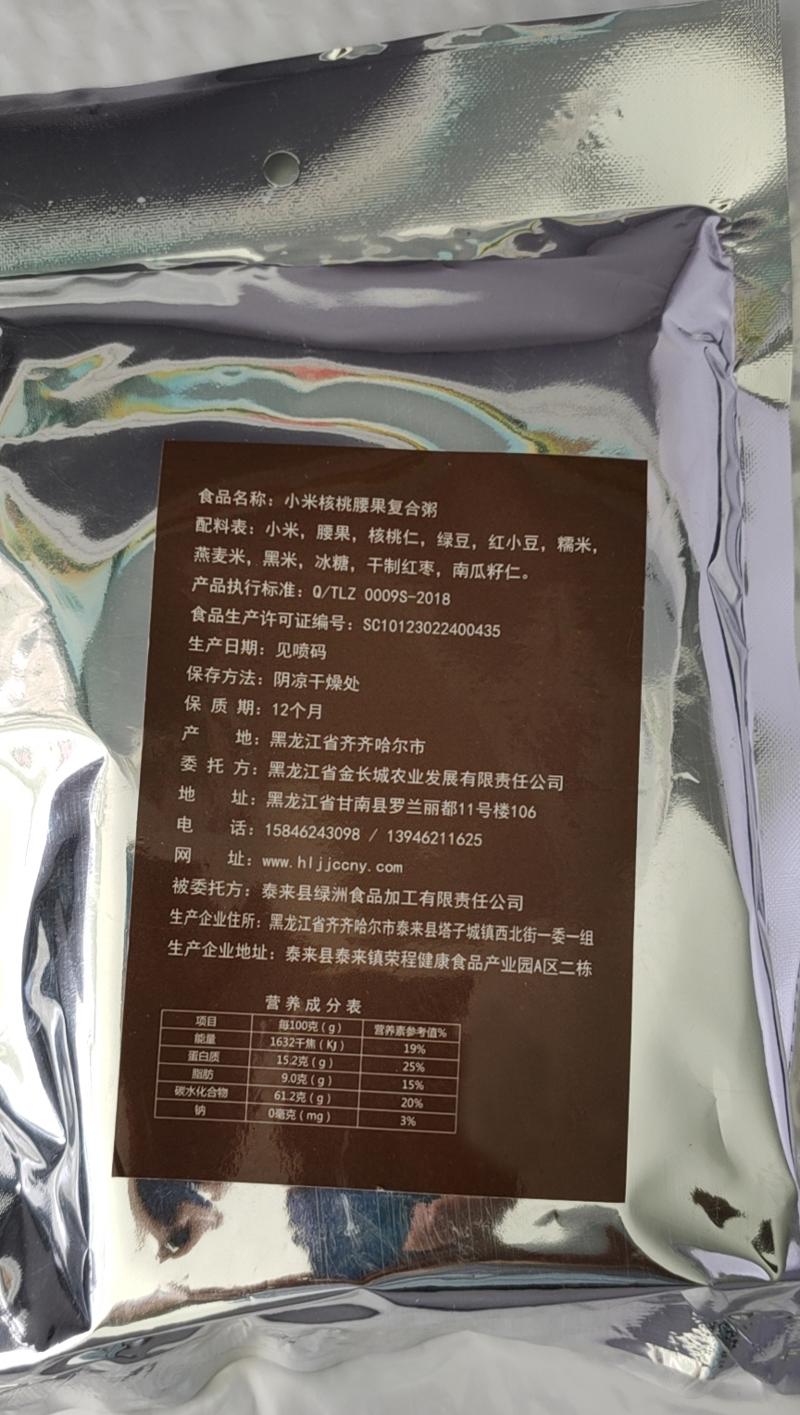 食品名称：小米核桃腰果复合粥
配料表：小米，腰果，核桃仁，绿豆，红小豆，糯米，
燕麦米，黑米，冰糖，干制红枣，南瓜籽仁。
产品执行标准：Q/TLZ 0009S-2018
食品生产许可证编号：SC10123022400435
生产日期：见喷码
保存方法：阴凉干燥处
保 质 期：12个月
产 地：黑龙江省齐齐哈尔市
委 托 方：黑龙江省金长城农业发展有限责任公司
地 址：黑龙江省甘南县罗兰丽都11号楼106
电 话：15846243098 / 13946211625
网 址：www.hljjccny.com
被委托方：泰来县绿洲食品加工有限责任公司
生产企业住所：黑龙江省齐齐哈尔市泰来县塔子城镇西北街一委一组
生产企业地址：泰来县泰来镇荣程健康食品产业园A区二栋
营养成分表
项目 每100克（g） 营养素参考值%
能量 1632千焦（KJ） 19%
蛋白质 15.2克（g） 25%
脂肪 9.0克（g） 15%
碳水化合物 61.2克（g） 20%
钠 0毫克（mg） 3%